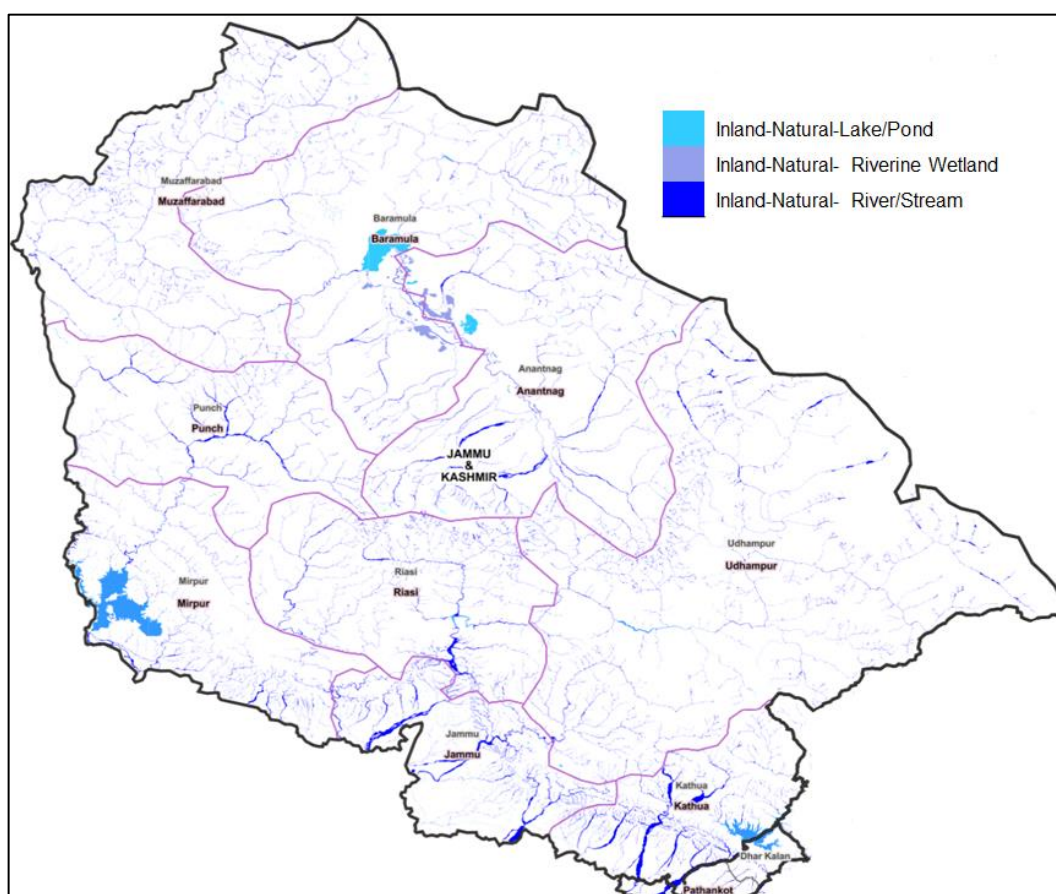 Inland-Natural-Lake/Pond
Inland-Natural- Riverine Wetland
Inland-Natural- River/Stream
Muzaffarabad
Muzaffarabad
Baramula
Baramula
Anantnag
Anantnag
Punch
Punch
JAMMU
&
KASHMIR
Udhampur
Udhampur
Mirpur
Mirpur
Riasi
Riasi
Jammu
Jammu
Kathua
Kathua
Dhar Kalan
Pathankot